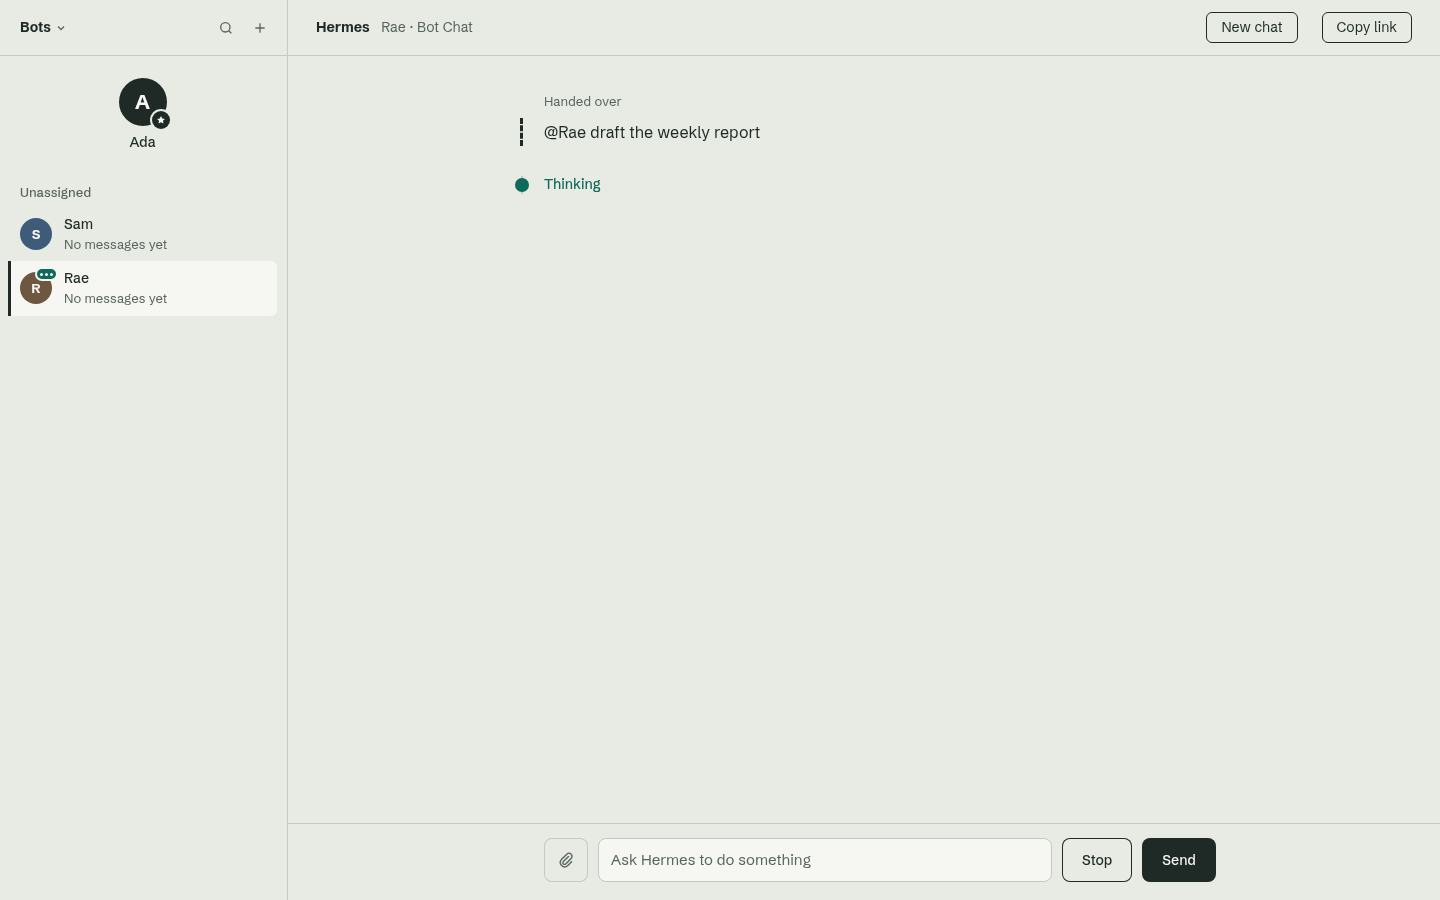 Bots
A
Ada
Unassigned
S
Sam
No messages yet
R
Rae
No messages yet
Hermes Rae · Bot Chat
New chat
Copy link
Handed over
@Rae draft the weekly report
Thinking
Ask Hermes to do something
Stop
Send